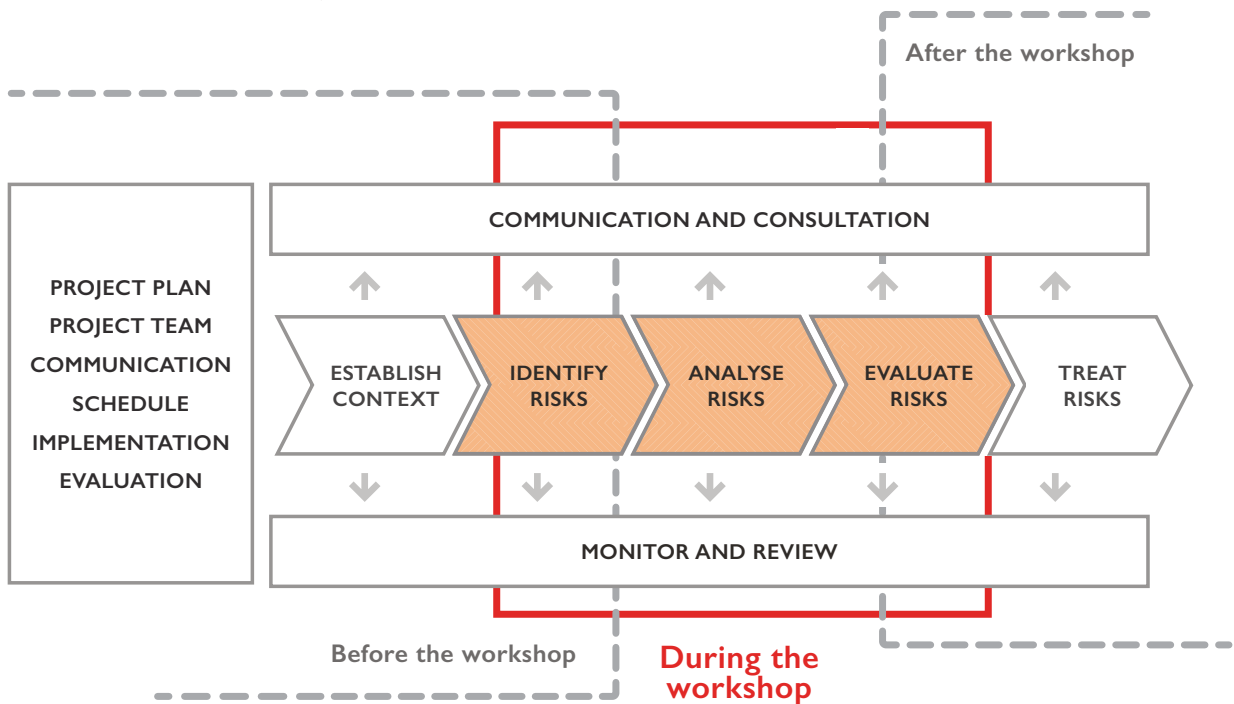 After the workshop
COMMUNICATION AND CONSULTATION
PROJECT PLAN
PROJECT TEAM
COMMUNICATION
SCHEDULE
IMPLEMENTATION
EVALUATION
ESTABLISH
CONTEXT
IDENTIFY
RISKS
ANALYSE
RISKS
EVALUATE
RISKS
TREAT
RISKS
MONITOR AND REVIEW
Before the workshop
During the
workshop